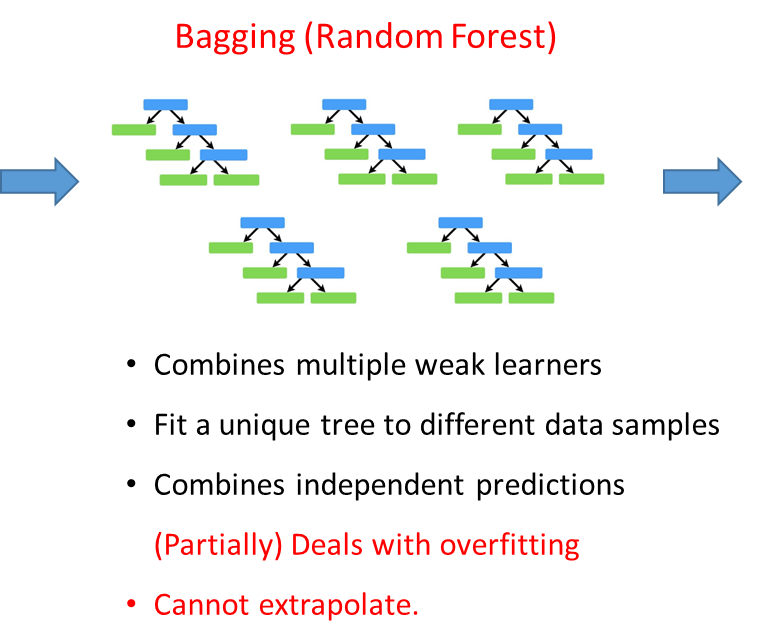 Bagging (Random Forest)
• Combines multiple weak learners
• Fit a unique tree to different data samples
• Combines independent predictions
(Partially) Deals with overfitting
• Cannot extrapolate.